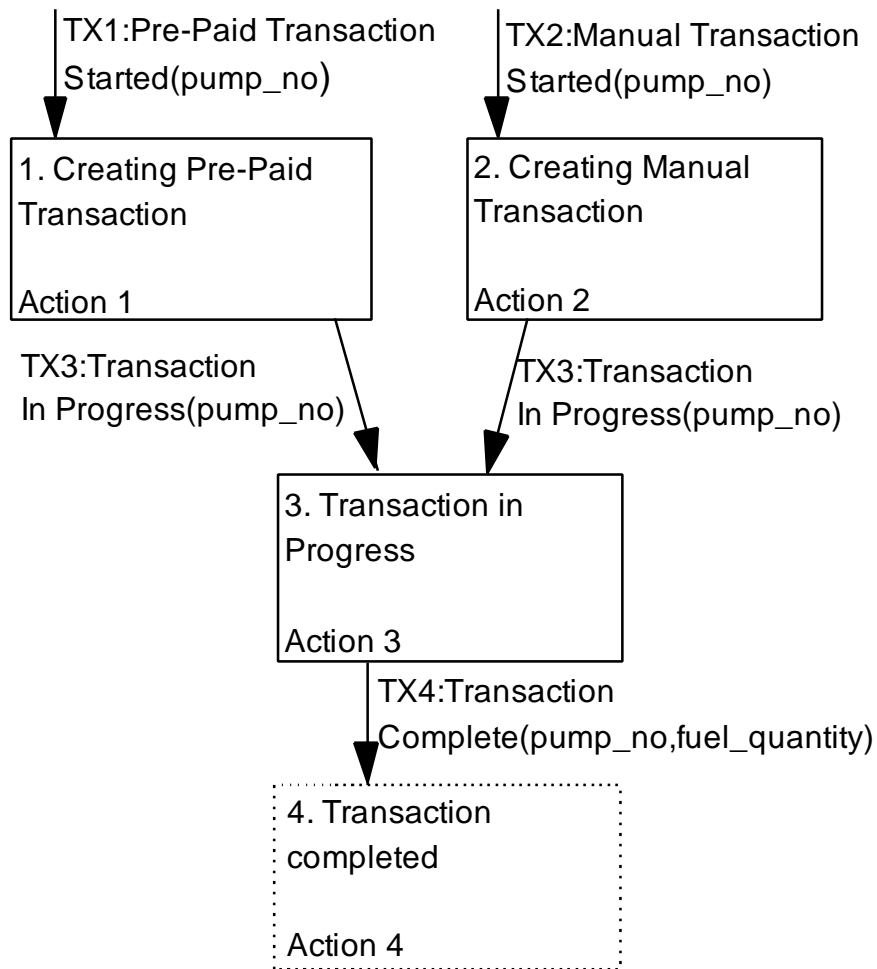 TX1:Pre-Paid Transaction
Started(pump_no)
TX2:Manual Transaction
Started(pump_no)
1. Creating Pre-Paid
Transaction
Action 1
2. Creating Manual
Transaction
Action 2
TX3:Transaction
In Progress(pump_no)
TX3:Transaction
In Progress(pump_no)
3. Transaction in
Progress
Action 3
TX4:Transaction
Complete(pump_no,fuel_quantity)
4. Transaction
completed
Action 4